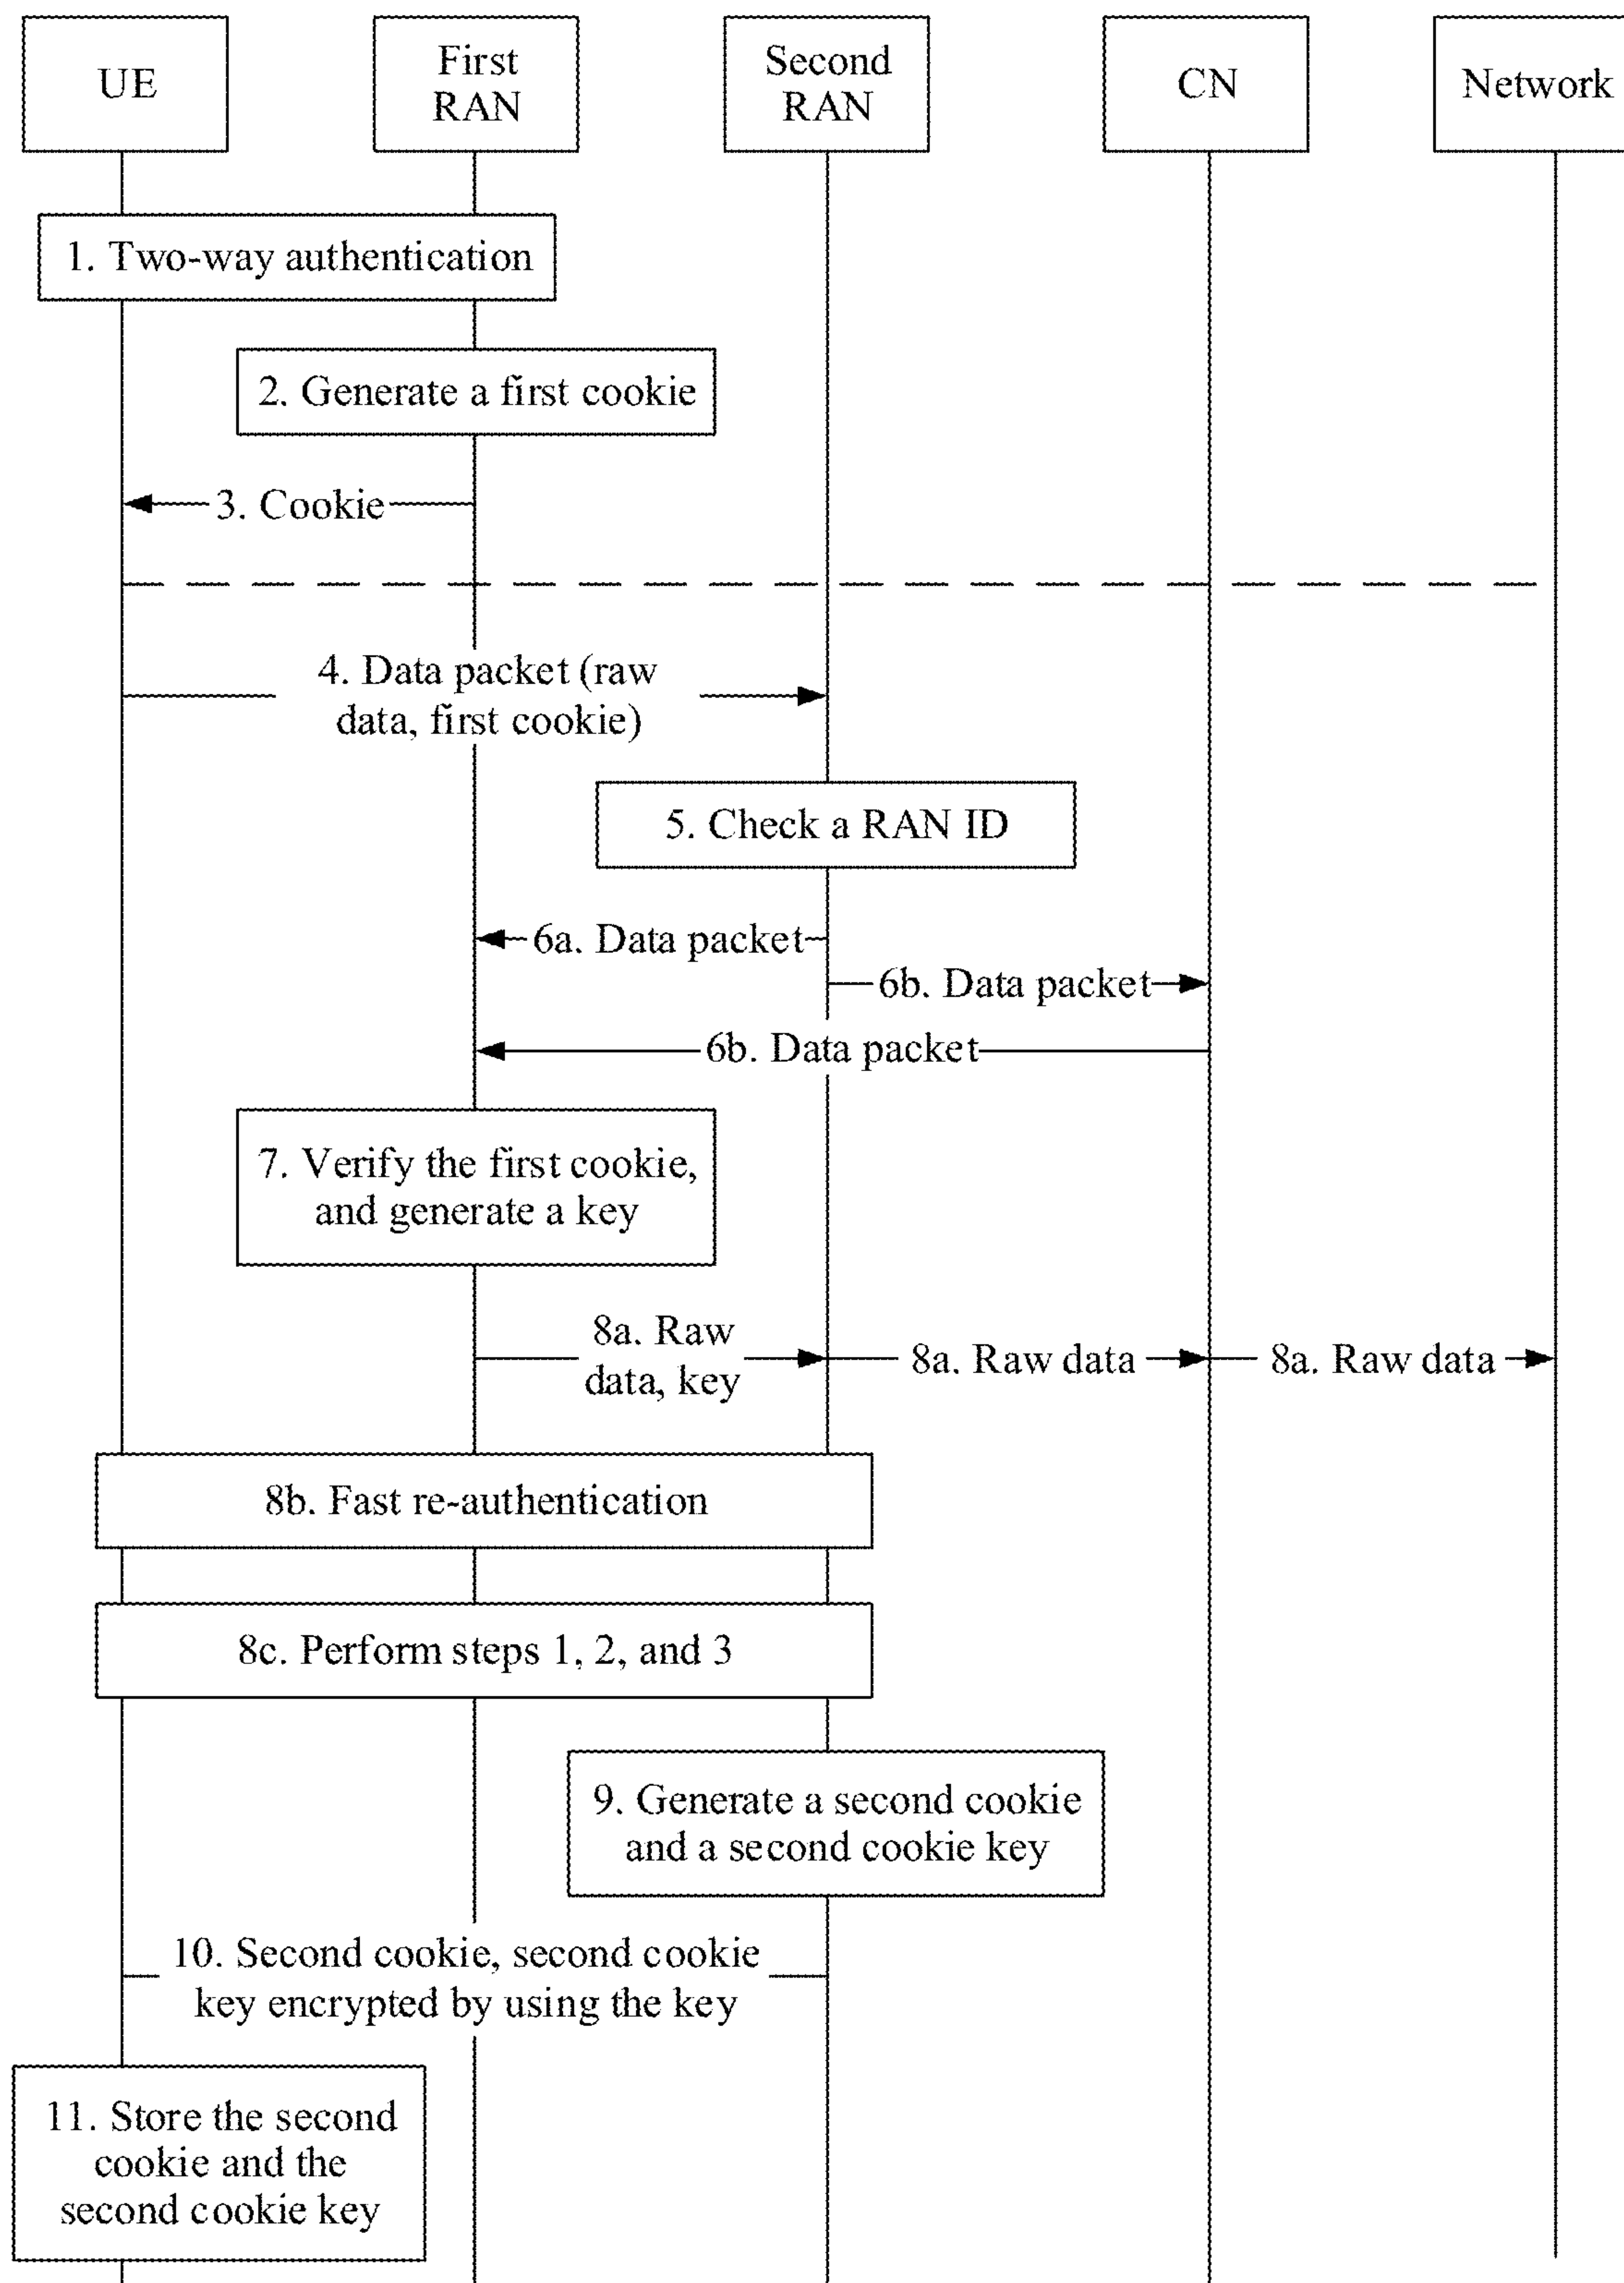 UE
First
RAN
Second
RAN
CN
Network
1. Two-way authentication
2. Generate a first cookie
3. Cookie
4. Data packet (raw
data, first cookie)
5. Check a RAN ID
6a. Data packet
6b. Data packet
6b. Data packet
7. Verify the first cookie,
and generate a key
8a. Raw
data, key
8a. Raw data
8a. Raw data
8b. Fast re-authentication
8c. Perform steps 1, 2, and 3
9. Generate a second cookie
and a second cookie key
10. Second cookie, second cookie
key encrypted by using the key
11. Store the second
cookie and the
second cookie key